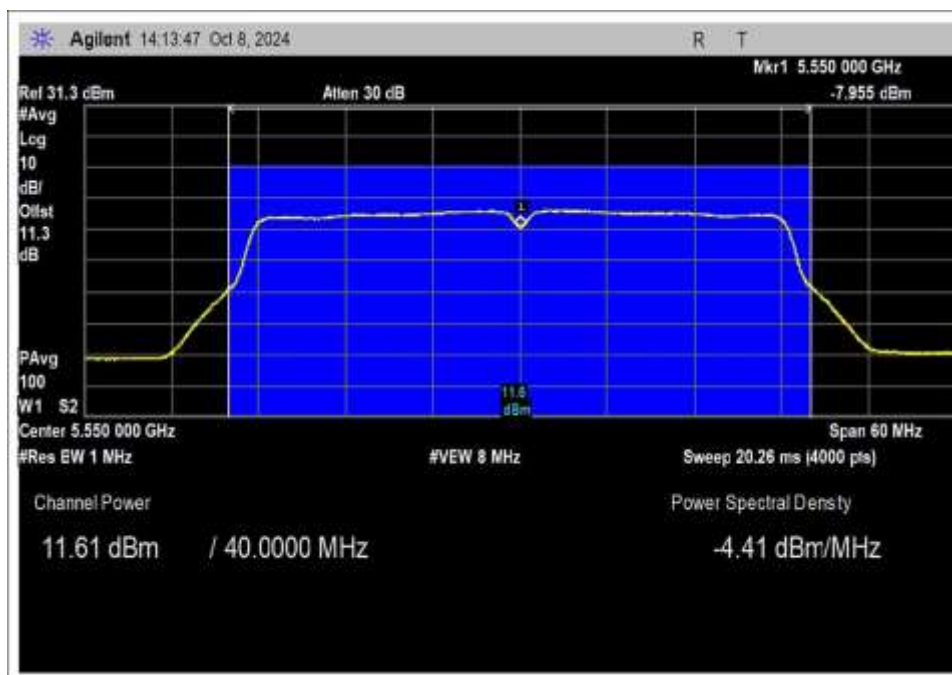 Agilent 14:13:47 Oct 8, 2024 R T
Mkr1 5.550 000 GHz
Ref 31.3 dBm Atten 30 dB -7.955 dBm
#Avg
Log
10
dB/
Offst
11.3
dB
1
PAvg
100
W1 S2
11.6
dBm
Center 5.550 000 GHz Span 60 MHz
#Res BW 1 MHz #VBW 8 MHz Sweep 20.26 ms (4000 pts)
Channel Power Power Spectral Density
11.61 dBm / 40.0000 MHz -4.41 dBm/MHz